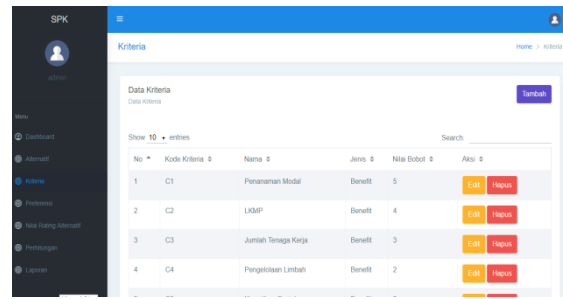 SPK
admin
Menu
Dashboard
Alternatif
Kriteria
Preferensi
Nilai Rating Alternatif
Perhitungan
Laporan
Kriteria
Home > Kriteria
Data Kriteria
Data Kriteria
Tambah
Show 10 entries
Search:
No Kode Kriteria Nama Jenis Nilai Bobot Aksi
1 C1 Penanaman Modal Benefit 5 Edit Hapus
2 C2 LKMP Benefit 4 Edit Hapus
3 C3 Jumlah Tenaga Kerja Benefit 3 Edit Hapus
4 C4 Pengelolaan Limbah Benefit 2 Edit Hapus